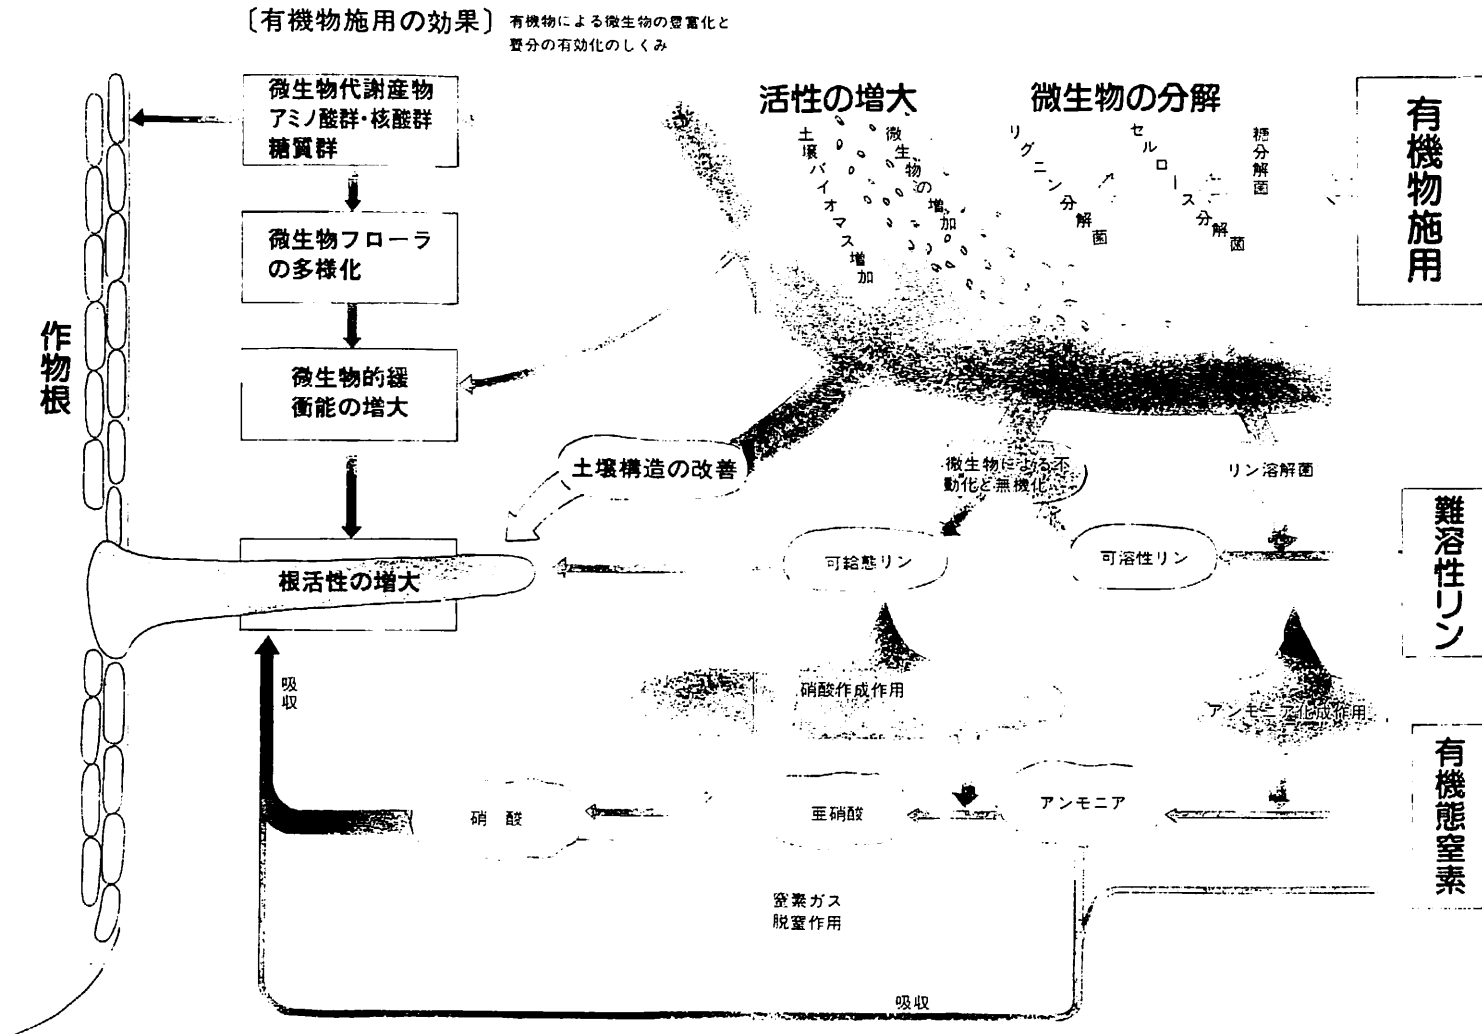 〔有機物施用の効果〕
有機物による微生物の豊富化と
養分の有効化のしくみ
微生物代謝産物
アミノ酸群・核酸群
糖質群
微生物フローラ
の多様化
微生物的緩
衝能の増大
根活性の増大
作物根
活性の増大
微生物の分解
土壌バイオマス増加
微生物の増加
リグニン分解菌
セルロース分解菌
糖分解菌
有機物施用
土壌構造の改善
微生物による不
動化と無機化
リン溶解菌
可給態リン
可溶性リン
難溶性リン
吸収
硝酸作成作用
アンモニア化成作用
硝 酸
亜硝酸
アンモニア
有機態窒素
窒素ガス
脱窒作用
吸収